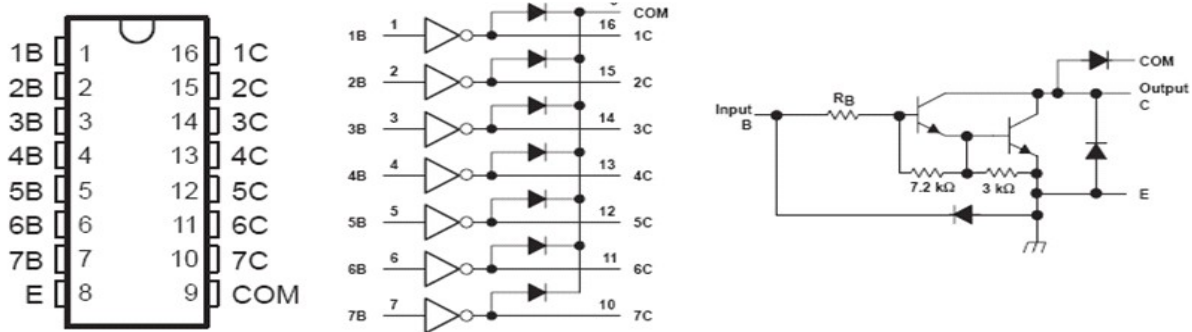 1B 1 16 1C
2B 2 15 2C
3B 3 14 3C
4B 4 13 4C
5B 5 12 5C
6B 6 11 6C
7B 7 10 7C
E 8 9 COM
COM
1B 1 16 1C
2B 2 15 2C
3B 3 14 3C
4B 4 13 4C
5B 5 12 5C
6B 6 11 6C
7B 7 10 7C
COM
Output
C
Input
B
RB
7.2 kΩ 3 kΩ
E